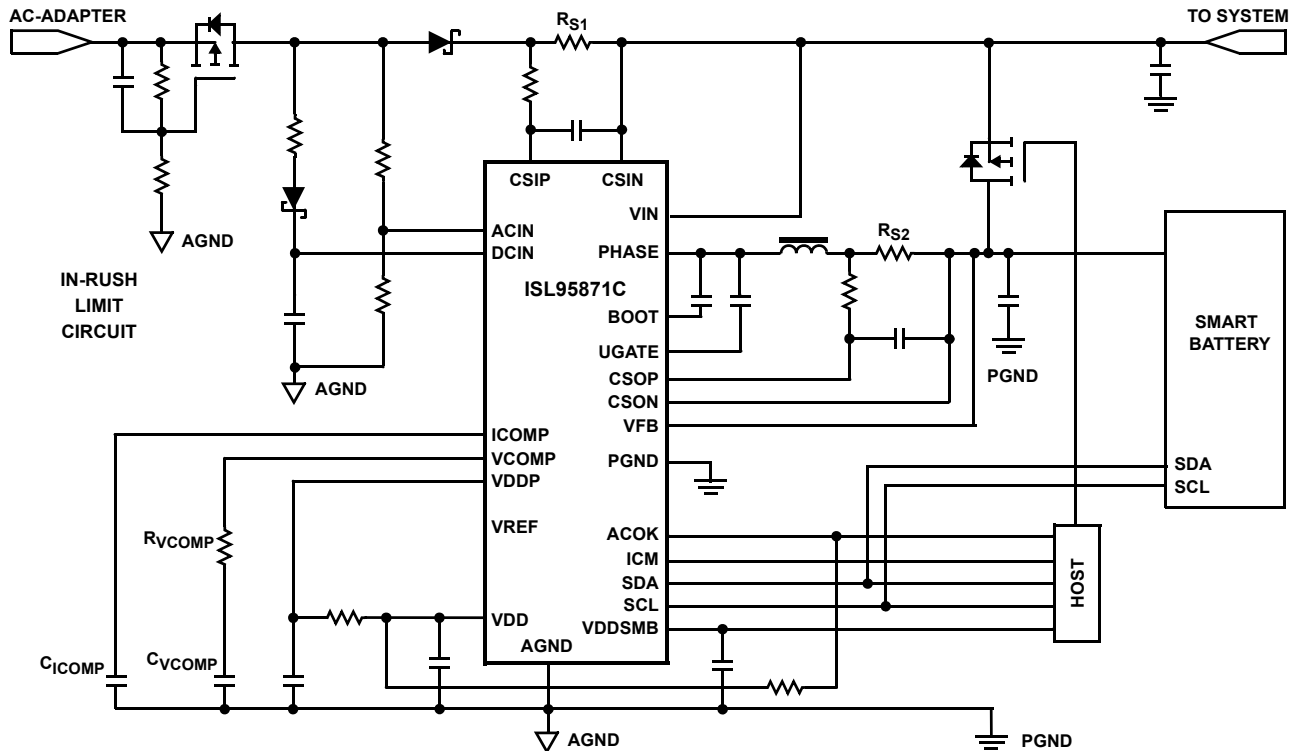 AC-ADAPTER
RS1
TO SYSTEM
CSIP
CSIN
VIN
AGND
ACIN
DCIN
PHASE
RS2
IN-RUSH
LIMIT
CIRCUIT
ISL95871C
BOOT
UGATE
SMART
BATTERY
AGND
CSOP
PGND
CSON
VFB
ICOMP
VCOMP
PGND
VDDP
SDA
SCL
VREF
ACOK
RVCOMP
ICM
SDA
HOST
SCL
VDD
VDDSMB
AGND
CICOMP
CVCOMP
AGND
PGND